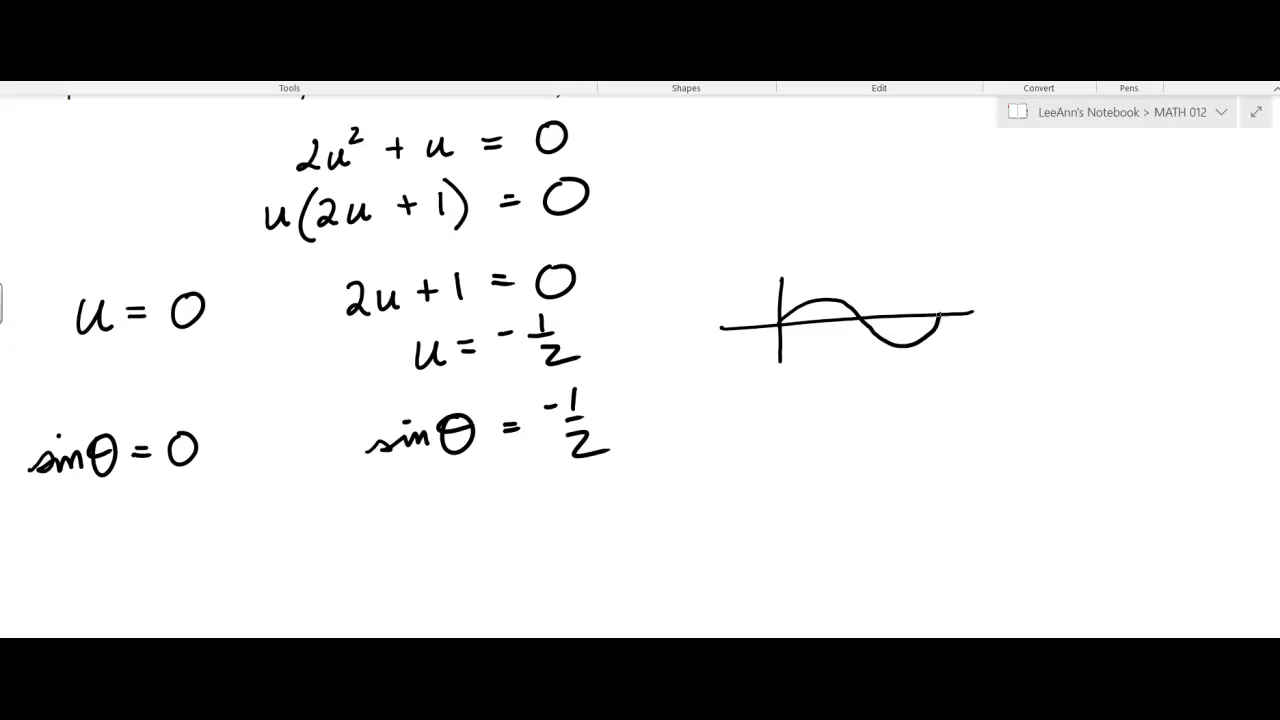 Tools Shapes Edit Convert Pens
LeeAnn's Notebook > MATH 012
2u² + u = 0
u(2u + 1) = 0
u = 0 2u + 1 = 0
u = -1/2
sinθ = 0 sinθ = -1/2